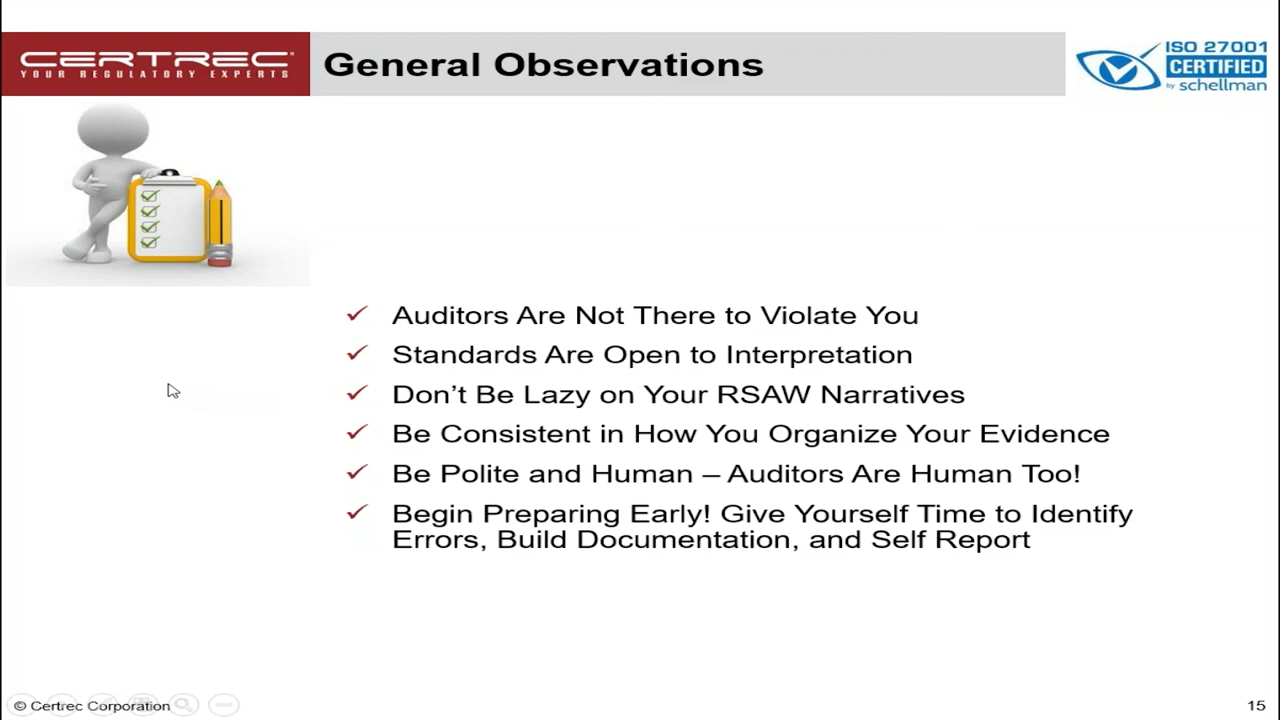 CERTREC
YOUR REGULATORY EXPERTS
General Observations
ISO 27001
CERTIFIED
by schellman
Auditors Are Not There to Violate You
Standards Are Open to Interpretation
Don’t Be Lazy on Your RSAW Narratives
Be Consistent in How You Organize Your Evidence
Be Polite and Human – Auditors Are Human Too!
Begin Preparing Early! Give Yourself Time to Identify
Errors, Build Documentation, and Self Report
© Certrec Corporation
15